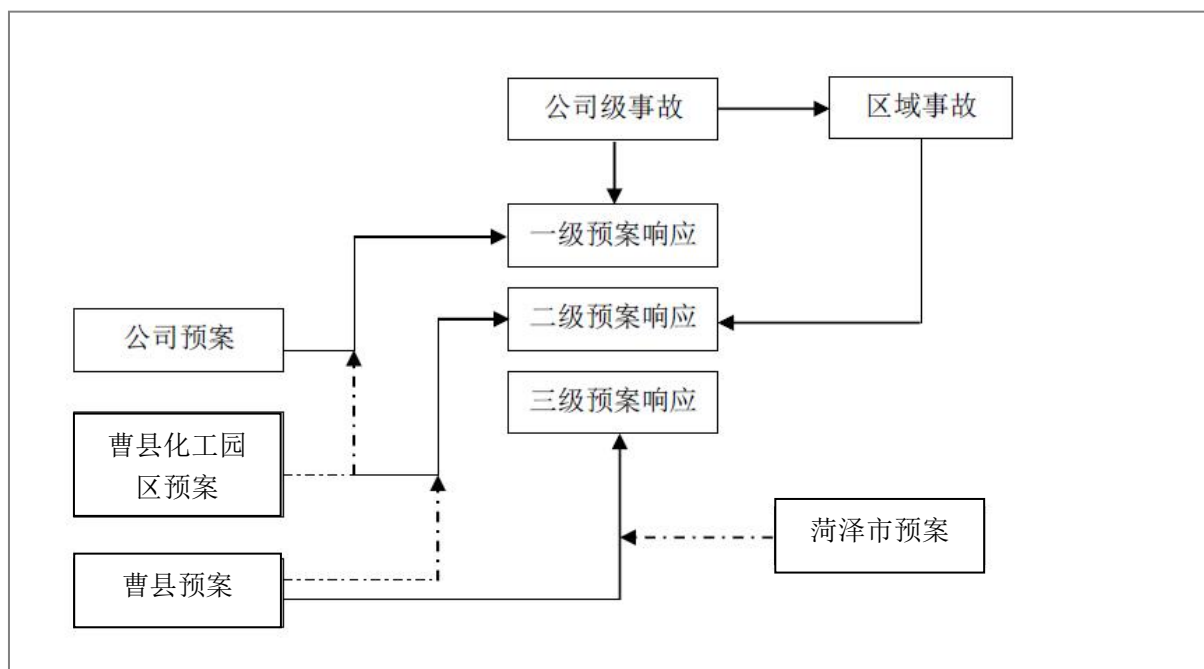 公司级事故
区域事故
一级预案响应
公司预案
二级预案响应
三级预案响应
曹县化工园
区预案
菏泽市预案
曹县预案